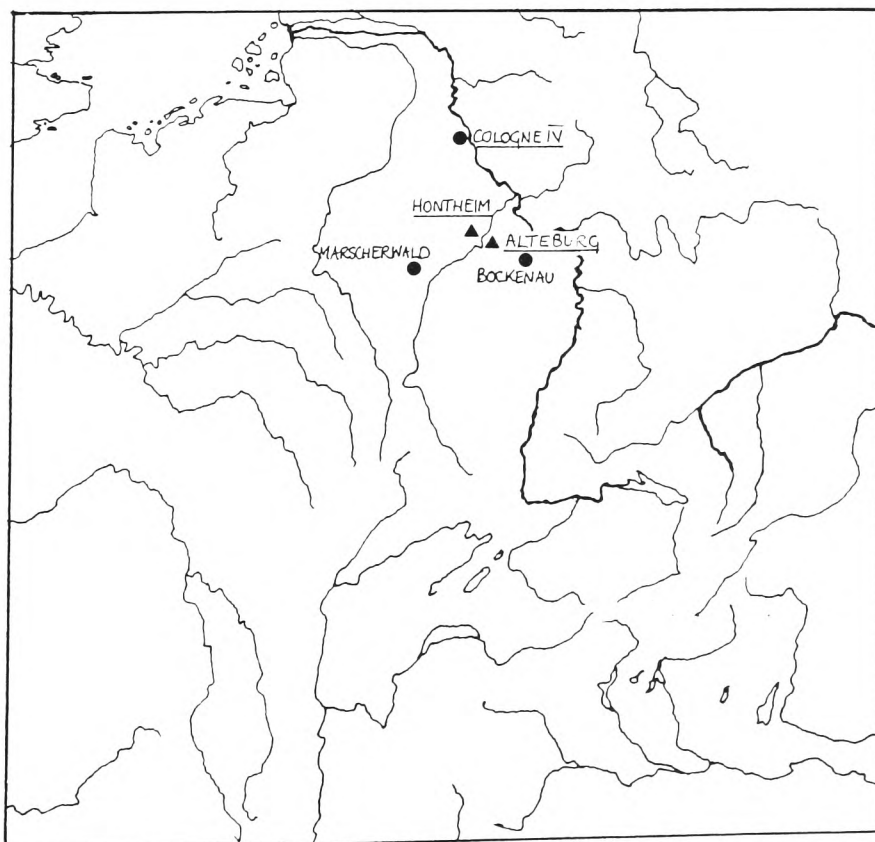 COLOGNE IV
HONTHEIM
ALTEBURG
MARSCHERWALD
BOCKENAU